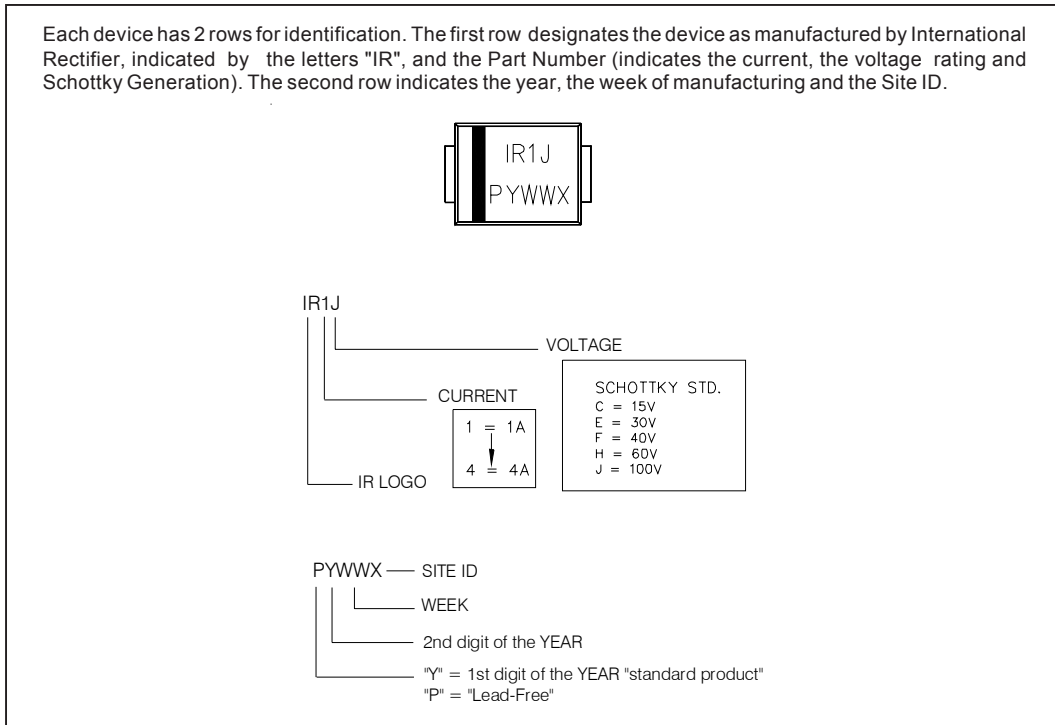 Each device has 2 rows for identification. The first row designates the device as manufactured by International
Rectifier, indicated by the letters "IR", and the Part Number (indicates the current, the voltage rating and
Schottky Generation). The second row indicates the year, the week of manufacturing and the Site ID.
IR1J
PYWWX
IR1J
VOLTAGE
SCHOTTKY STD.
C = 15V
E = 30V
F = 40V
H = 60V
J = 100V
CURRENT
1 = 1A
4 = 4A
IR LOGO
PYWWX
SITE ID
WEEK
2nd digit of the YEAR
"Y" = 1st digit of the YEAR "standard product"
"P" = "Lead-Free"